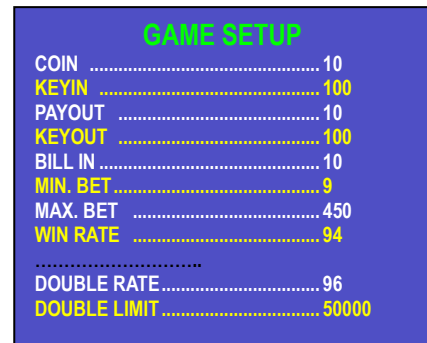 GAME SETUP
COIN ........................................ 10
KEYIN ...................................... 100
PAYOUT ................................... 10
KEYOUT .................................. 100
BILL IN ...................................... 10
MIN. BET .................................... 9
MAX. BET ................................ 450
WIN RATE ................................ 94
…………………………..
DOUBLE RATE ........................... 96
DOUBLE LIMIT ........................... 50000